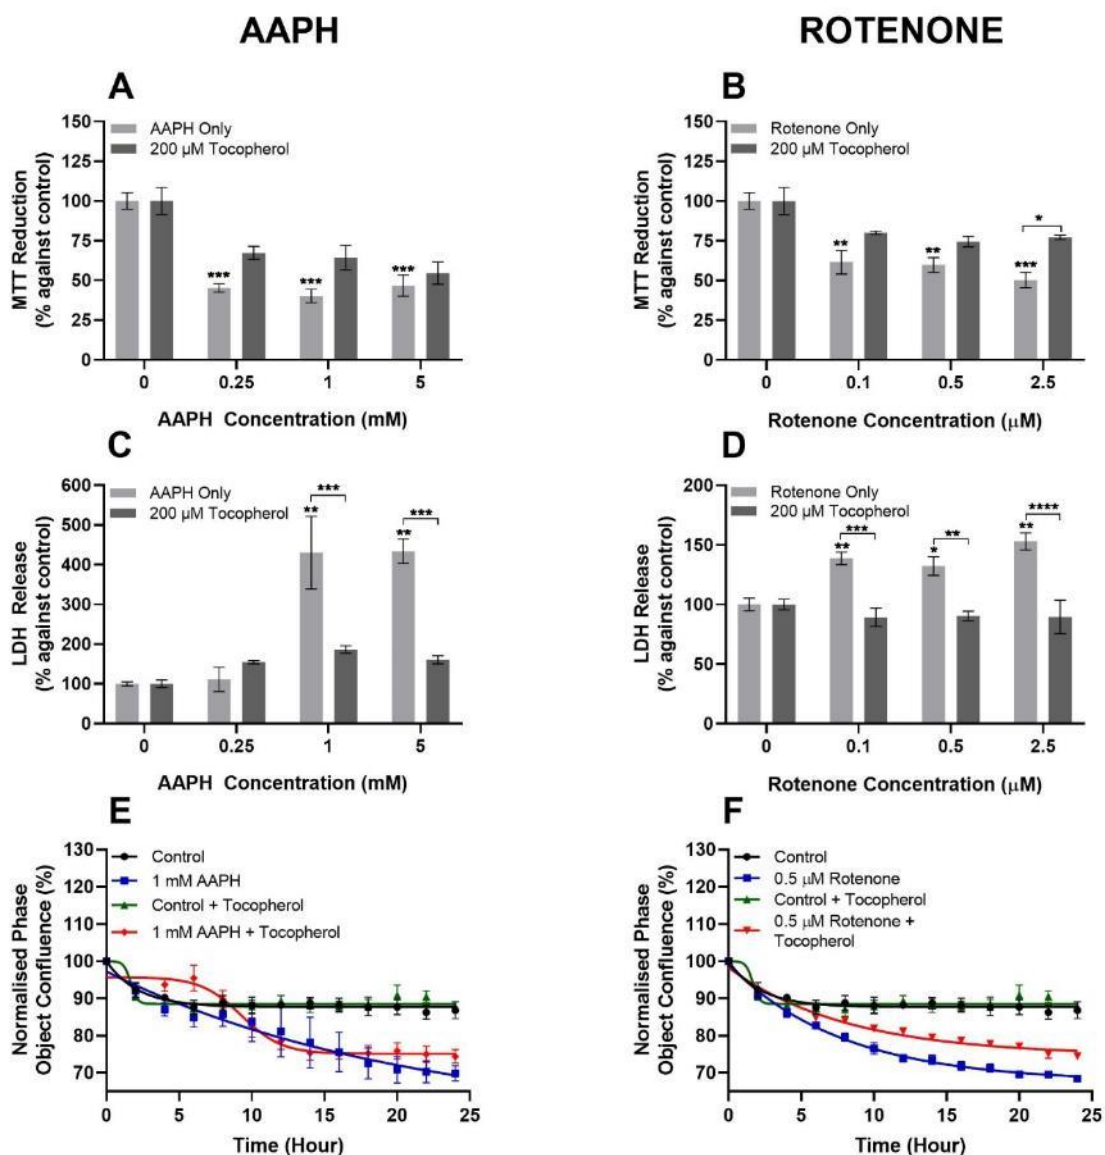 AAPH
ROTENONE
A
150
125
100
75
50
25
0
MTT Reduction
(% against control)
AAPH Only
200 µM Tocopherol
***
***
***
0
0.25
1
5
AAPH Concentration (mM)
B
150
125
100
75
50
25
0
MTT Reduction
(% against control)
Rotenone Only
200 µM Tocopherol
**
**
***
*
0
0.1
0.5
2.5
Rotenone Concentration (µM)
C
600
500
400
300
200
100
0
LDH Release
(% against control)
AAPH Only
200 µM Tocopherol
***
**
***
**
0
0.25
1
5
AAPH Concentration (mM)
D
200
150
100
50
0
LDH Release
(% against control)
Rotenone Only
200 µM Tocopherol
***
**
**
*
****
**
0
0.1
0.5
2.5
Rotenone Concentration (µM)
E
130
120
110
100
90
80
70
Normalised Phase
Object Confluence (%)
Control
1 mM AAPH
Control + Tocopherol
1 mM AAPH + Tocopherol
0
5
10
15
20
25
Time (Hour)
F
130
120
110
100
90
80
70
Normalised Phase
Object Confluence (%)
Control
0.5 µM Rotenone
Control + Tocopherol
0.5 µM Rotenone +
Tocopherol
0
5
10
15
20
25
Time (Hour)